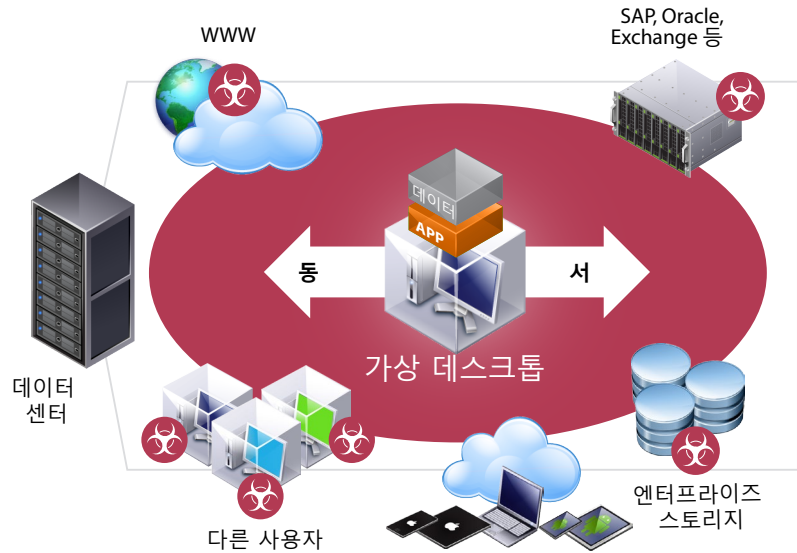 WWW
SAP, Oracle,
Exchange 등
데이터
APP
동
서
가상 데스크톱
데이터
센터
다른 사용자
엔터프라이즈
스토리지